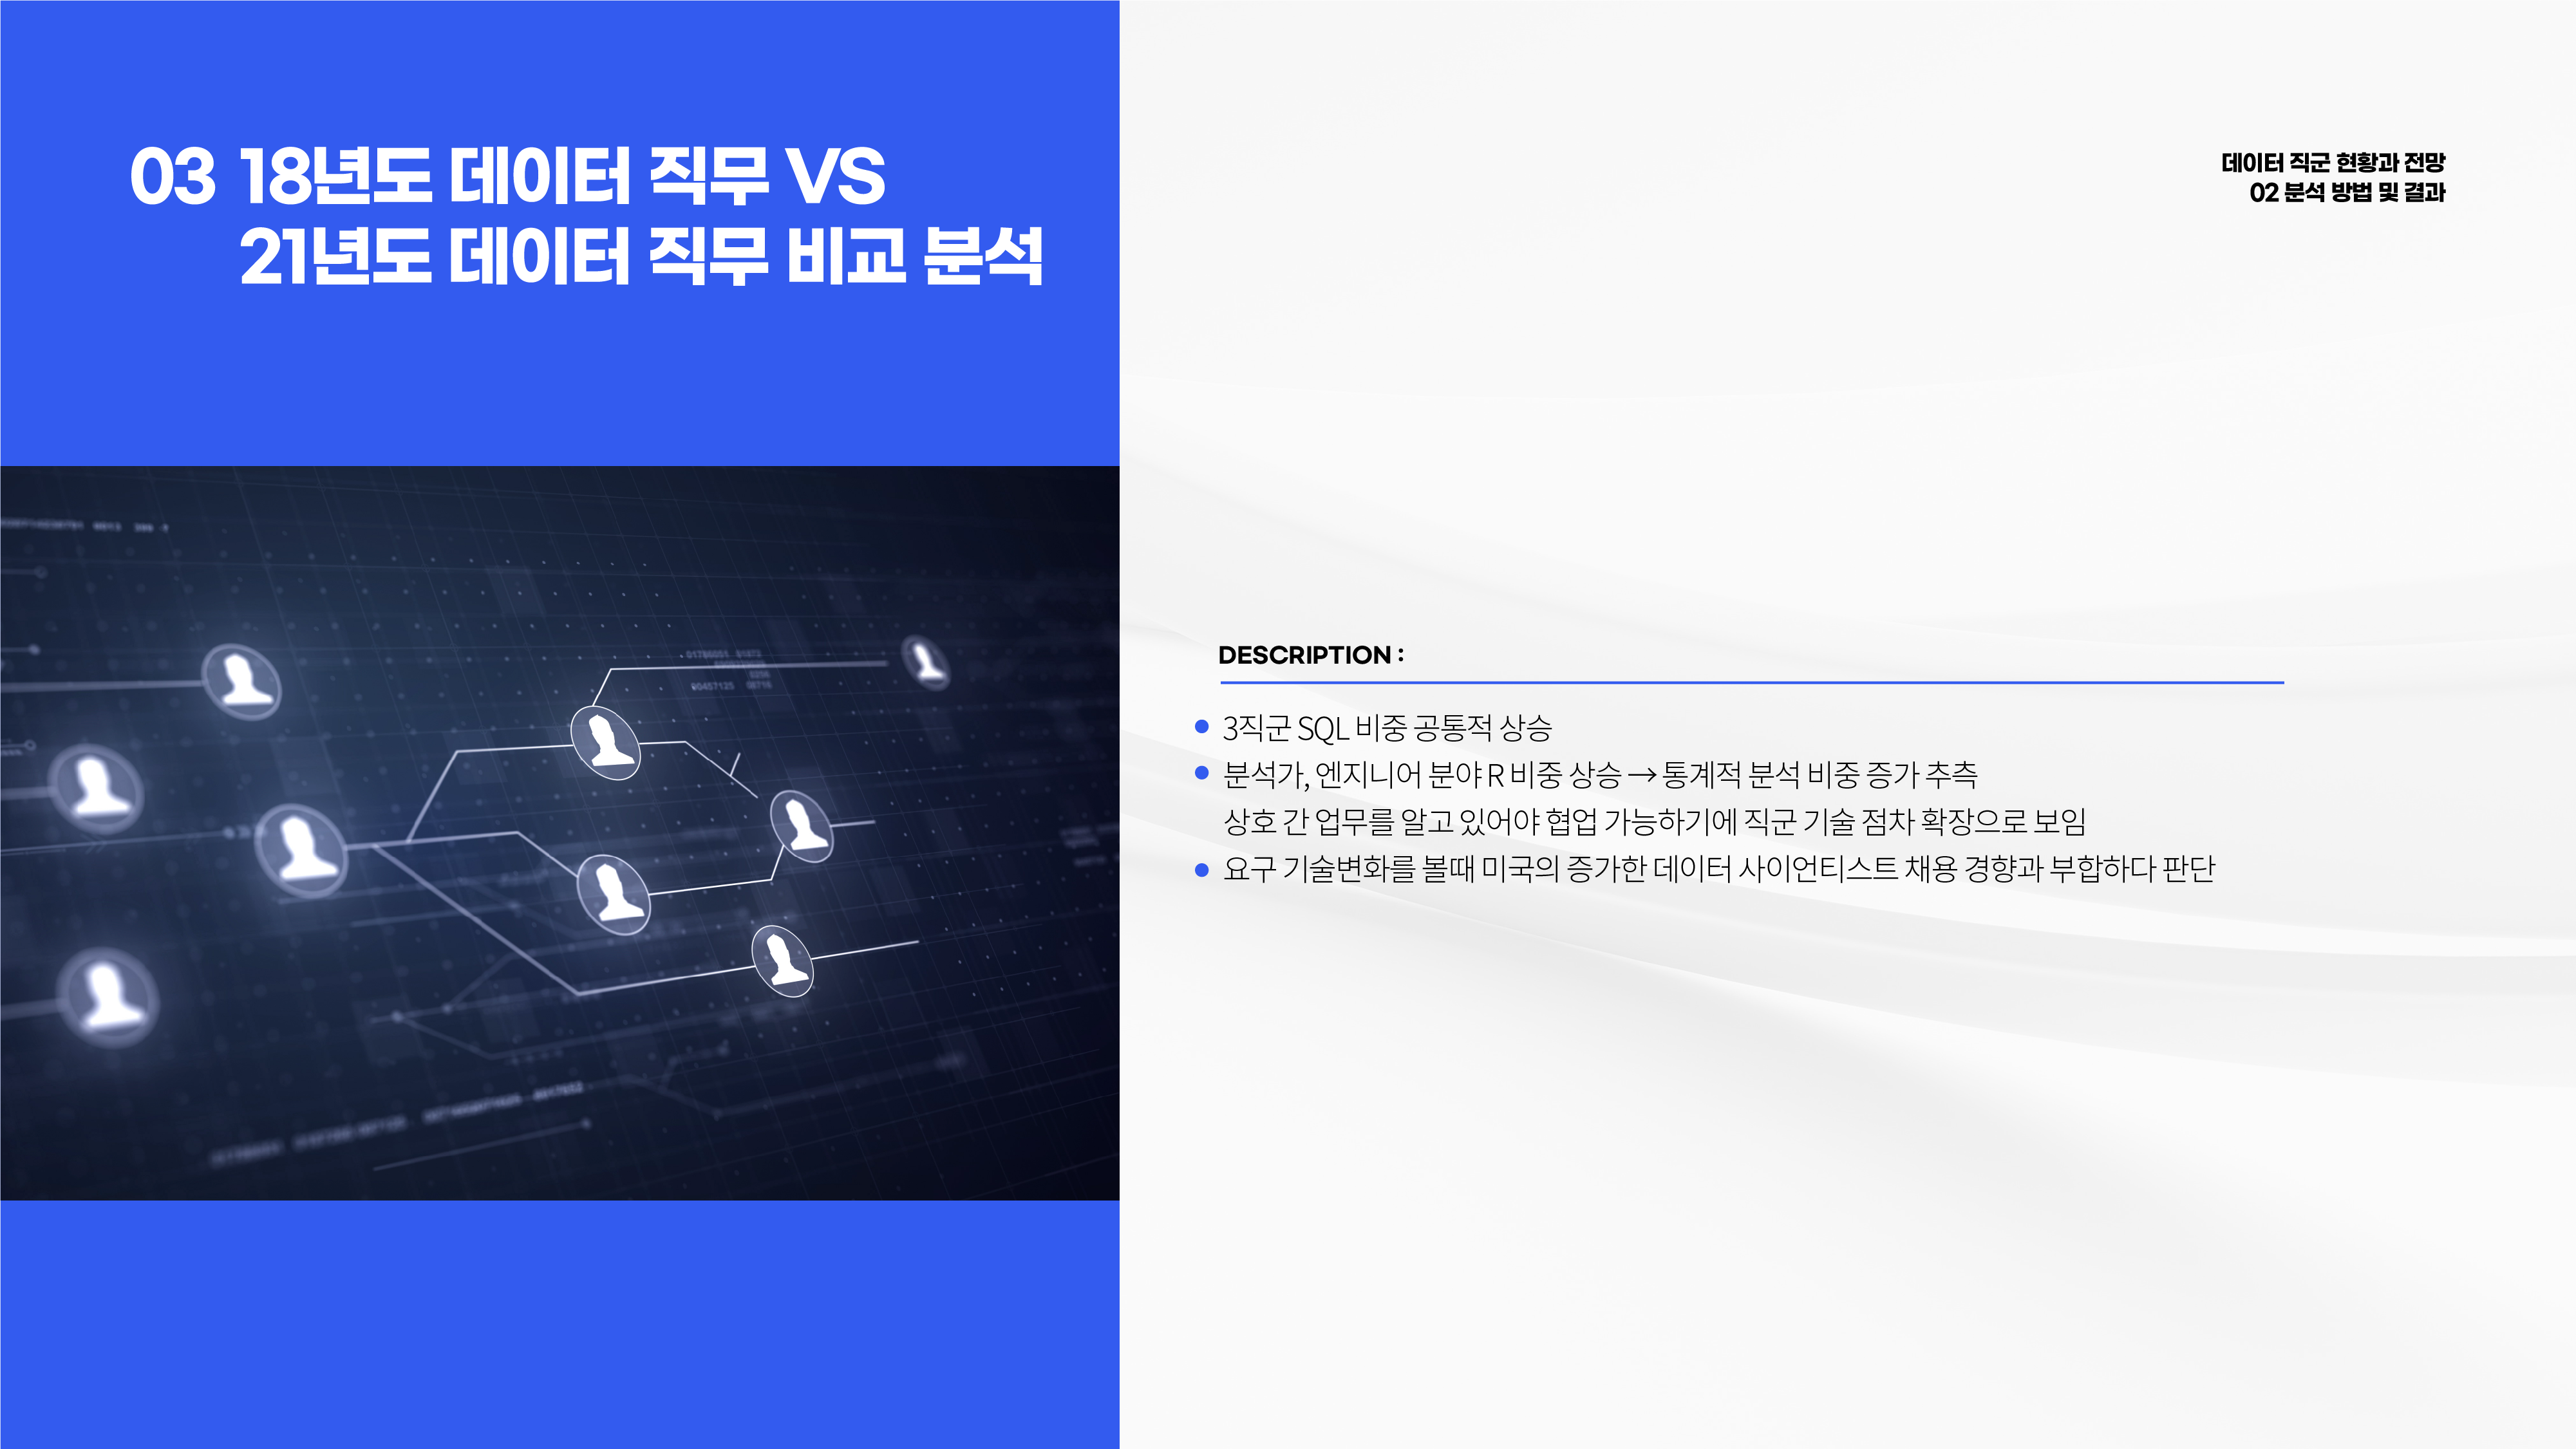 03 18년도 데이터 직무 VS
21년도 데이터 직무 비교 분석
데이터 직군 현황과 전망
02 분석 방법 및 결과
DESCRIPTION :
3직군 SQL 비중 공통적 상승
분석가, 엔지니어 분야 R 비중 상승 → 통계적 분석 비중 증가 추측
상호 간 업무를 알고 있어야 협업 가능하기에 직군 기술 점차 확장으로 보임
요구 기술변화를 볼때 미국의 증가한 데이터 사이언티스트 채용 경향과 부합하다 판단